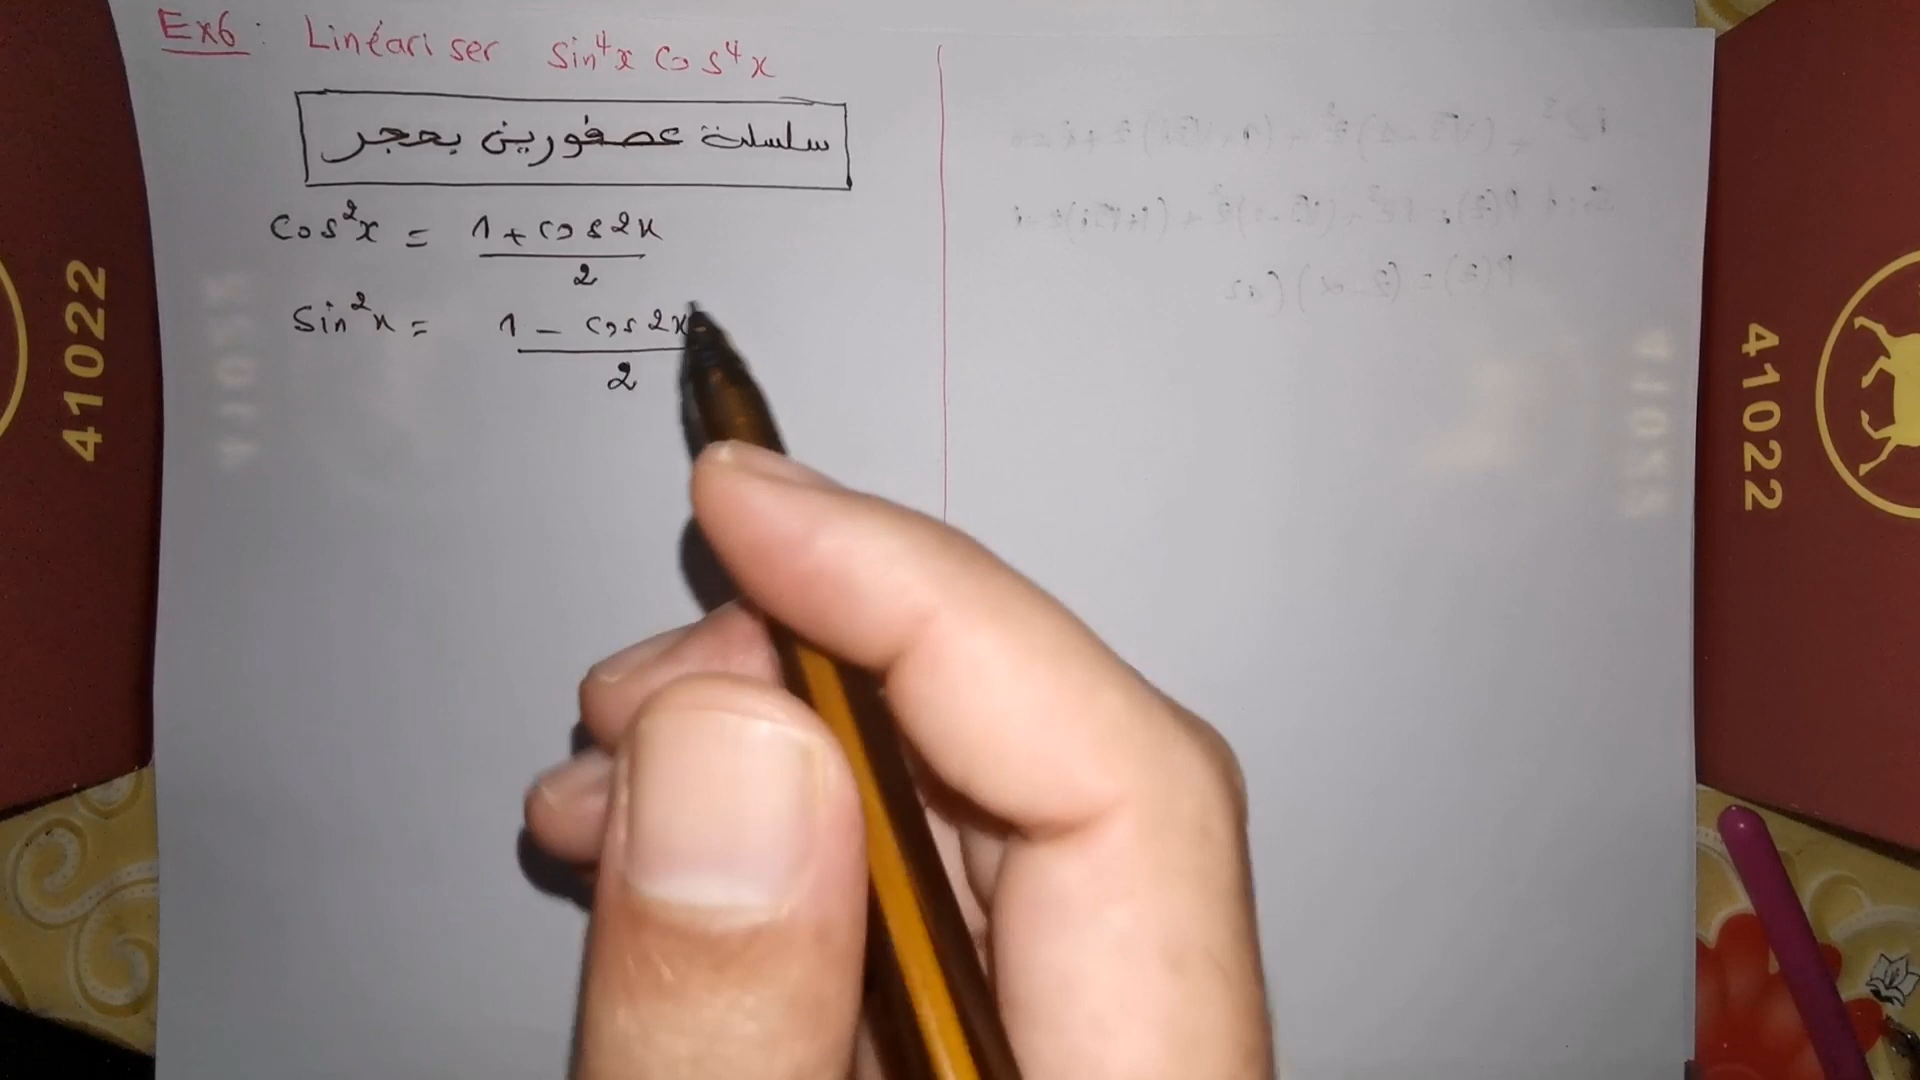 Ex6: Linéariser sin⁴x cos⁴x
سلسلة عصفورين بحجر
cos²x = (1 + cos2x)/2
sin²x = (1 - cos2x)/2
41022
41022